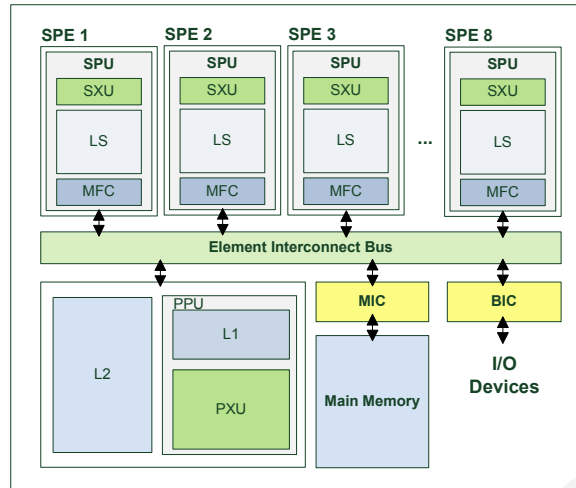 SPE 1
SPE 2
SPE 3
SPE 8
SPU
SPU
SPU
SPU
SXU
SXU
SXU
SXU
LS
LS
LS
LS
...
MFC
MFC
MFC
MFC
Element Interconnect Bus
PPU
MIC
BIC
L1
L2
PXU
Main Memory
I/O
Devices